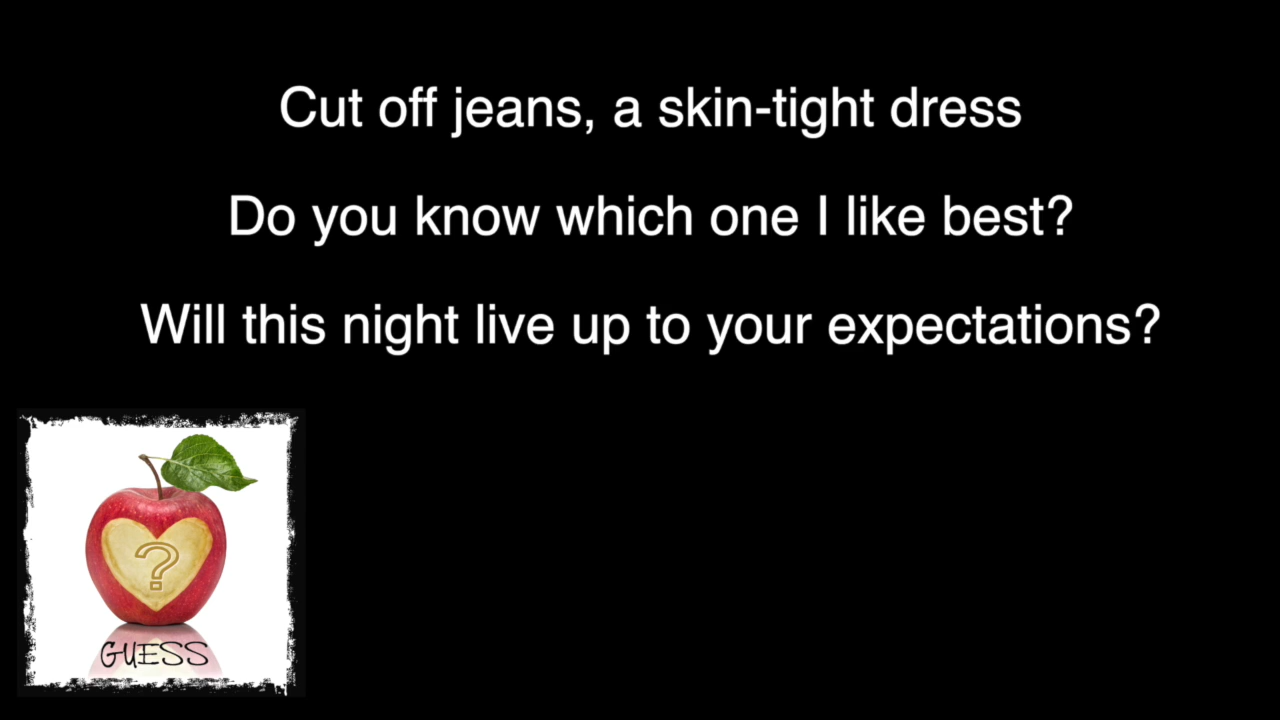 Cut off jeans, a skin-tight dress
Do you know which one I like best?
Will this night live up to your expectations?
?
GUESS